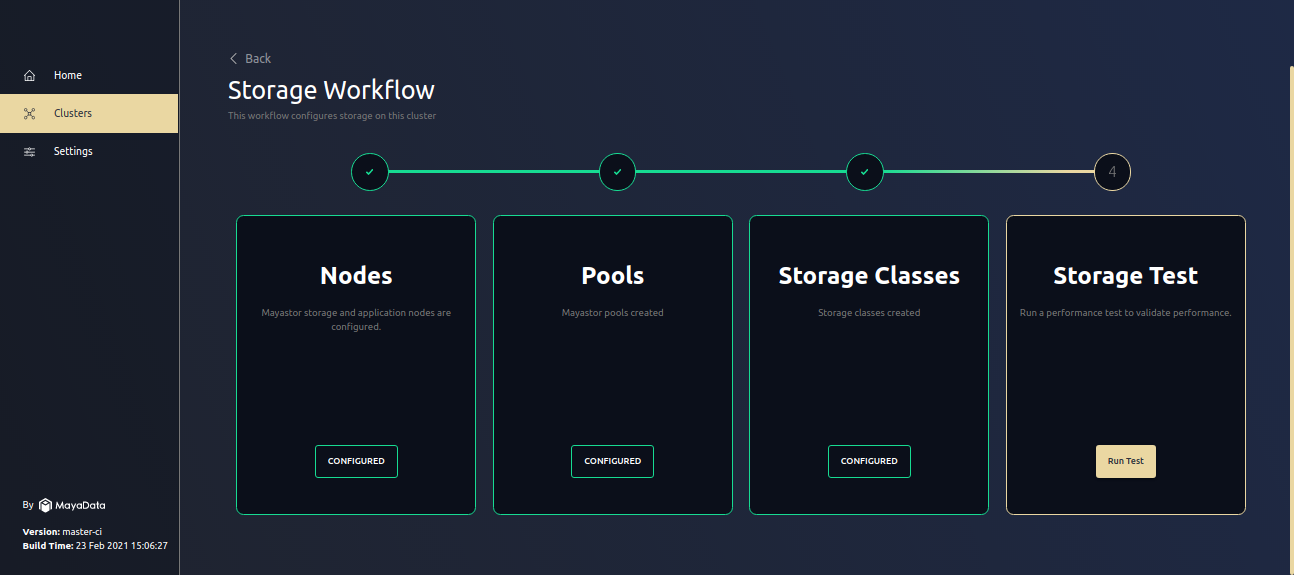 Home
Clusters
Settings
By MayaData
Version: master-ci
Build Time: 23 Feb 2021 15:06:27
Back
Storage Workflow
This workflow configures storage on this cluster
4
Nodes
Mayastor storage and application nodes are
configured.
CONFIGURED
Pools
Mayastor pools created
CONFIGURED
Storage Classes
Storage classes created
CONFIGURED
Storage Test
Run a performance test to validate performance.
Run Test